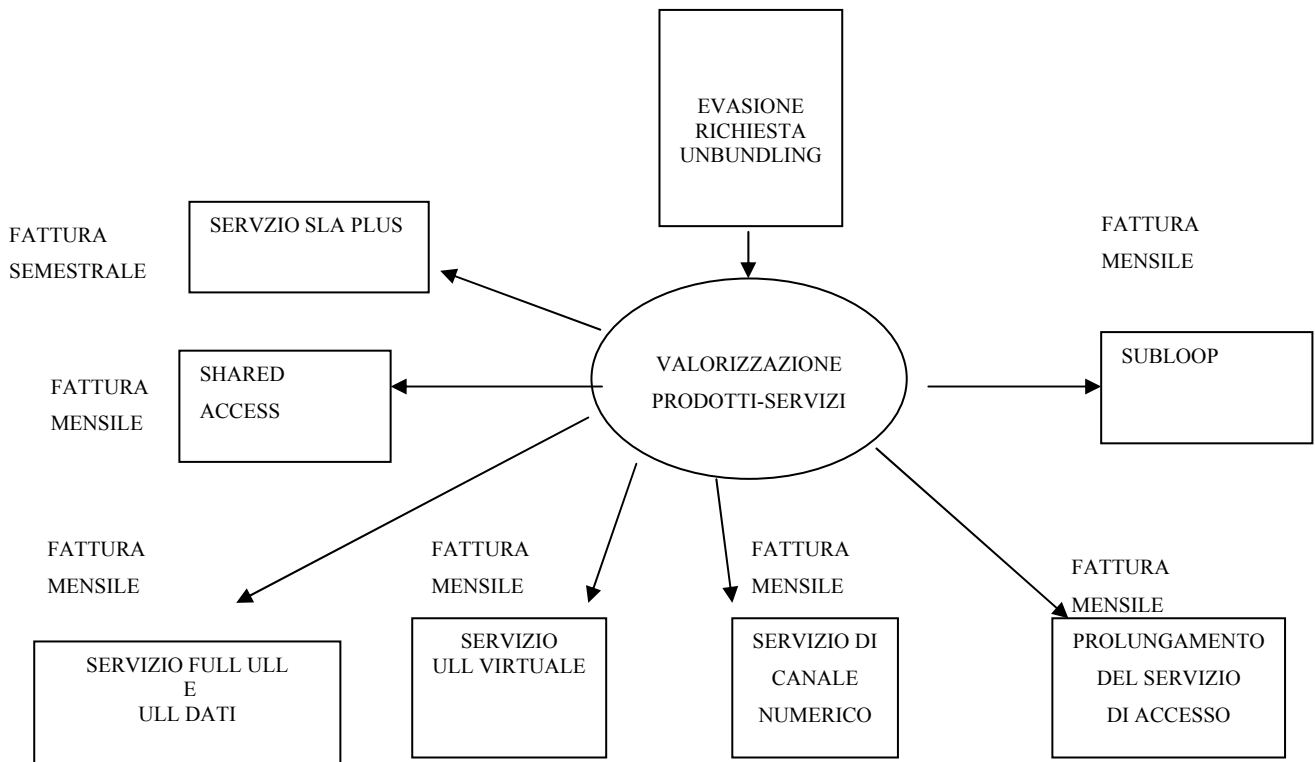 EVASIONE
RICHIESTA
UNBUNDLING
FATTURA
SEMESTRALE
SERVZIO SLA PLUS
FATTURA
MENSILE
FATTURA
MENSILE
SHARED
ACCESS
VALORIZZAZIONE
PRODOTTI-SERVIZI
SUBLOOP
FATTURA
MENSILE
FATTURA
MENSILE
FATTURA
MENSILE
FATTURA
MENSILE
SERVIZIO FULL ULL
E
ULL DATI
SERVIZIO
ULL VIRTUALE
SERVIZIO DI
CANALE
NUMERICO
PROLUNGAMENTO
DEL SERVIZIO
DI ACCESSO